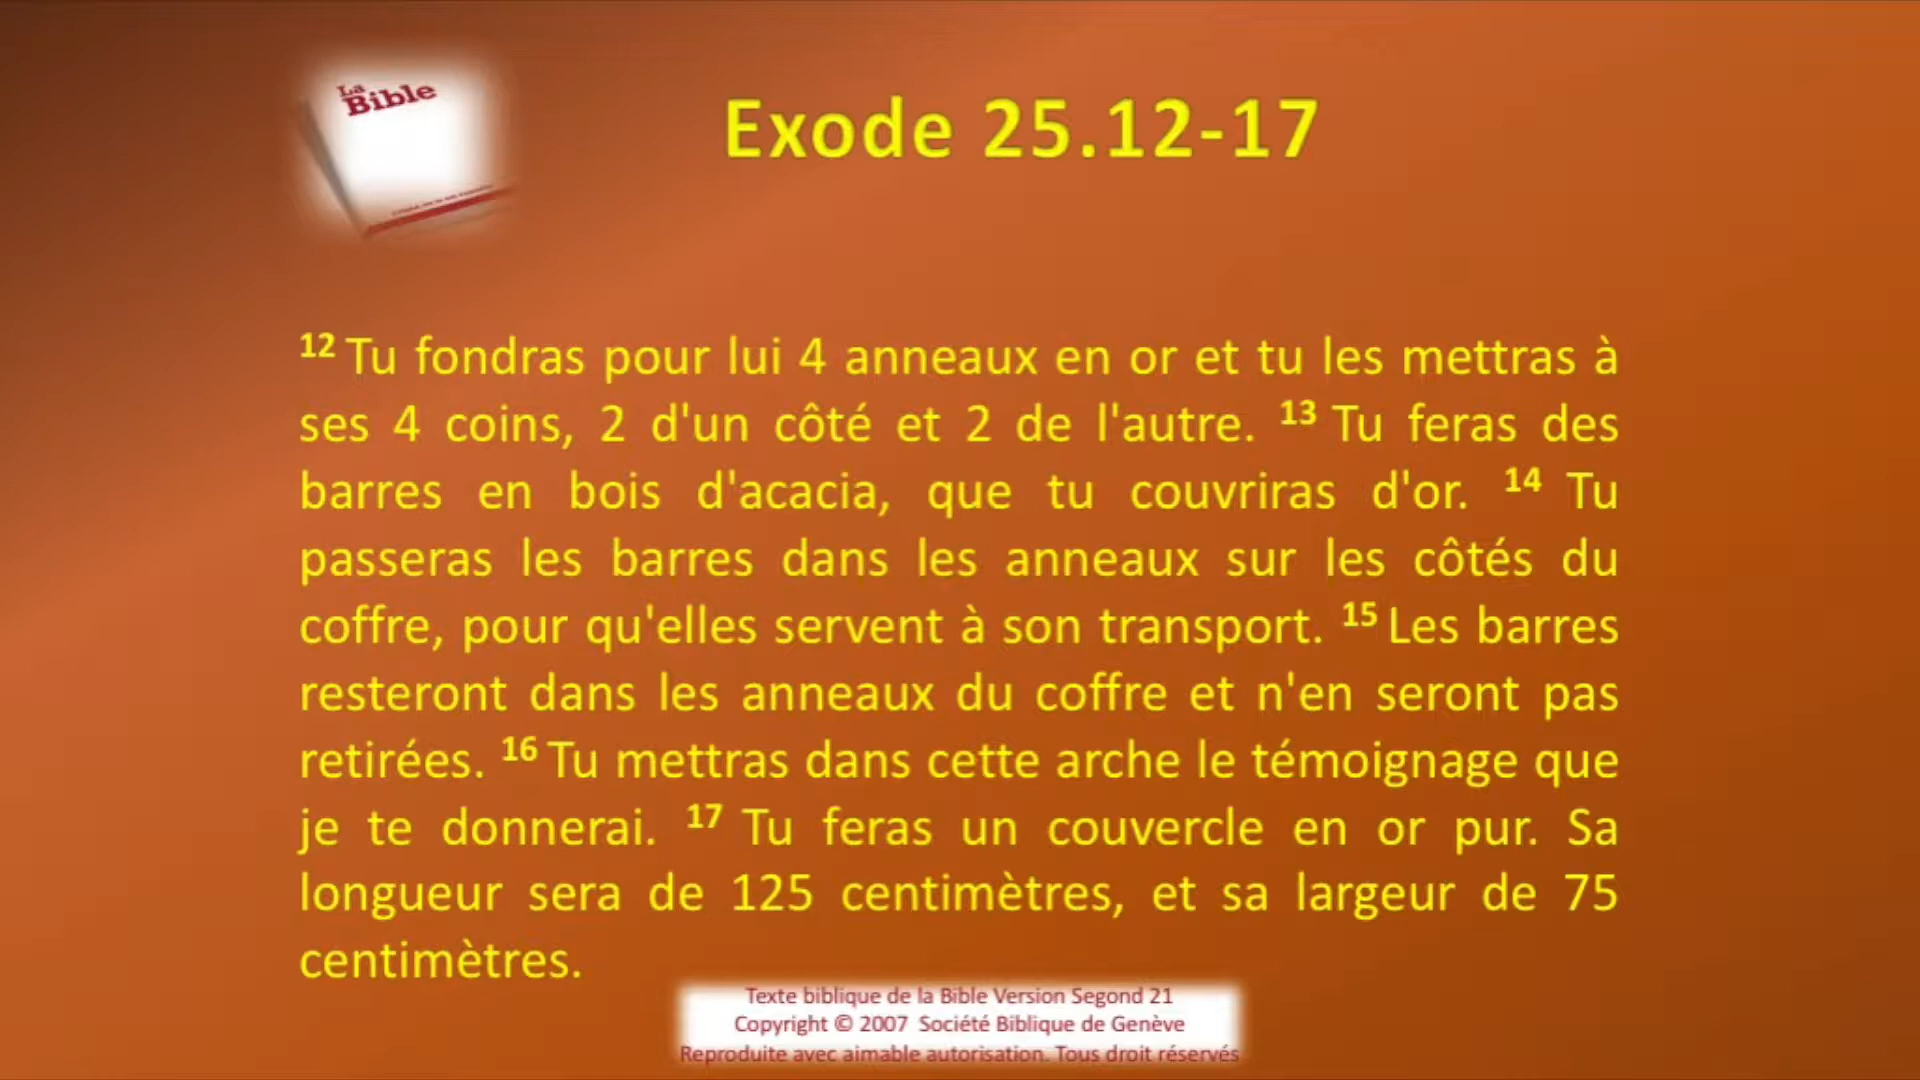 La
Bible
Exode 25.12-17
12 Tu fondras pour lui 4 anneaux en or et tu les mettras à
ses 4 coins, 2 d'un côté et 2 de l'autre. 13 Tu feras des
barres en bois d'acacia, que tu couvriras d'or. 14 Tu
passeras les barres dans les anneaux sur les côtés du
coffre, pour qu'elles servent à son transport. 15 Les barres
resteront dans les anneaux du coffre et n'en seront pas
retirées. 16 Tu mettras dans cette arche le témoignage que
je te donnerai. 17 Tu feras un couvercle en or pur. Sa
longueur sera de 125 centimètres, et sa largeur de 75
centimètres.
Texte biblique de la Bible Version Segond 21
Copyright © 2007 Société Biblique de Genève
Reproduite avec aimable autorisation. Tous droit réservés